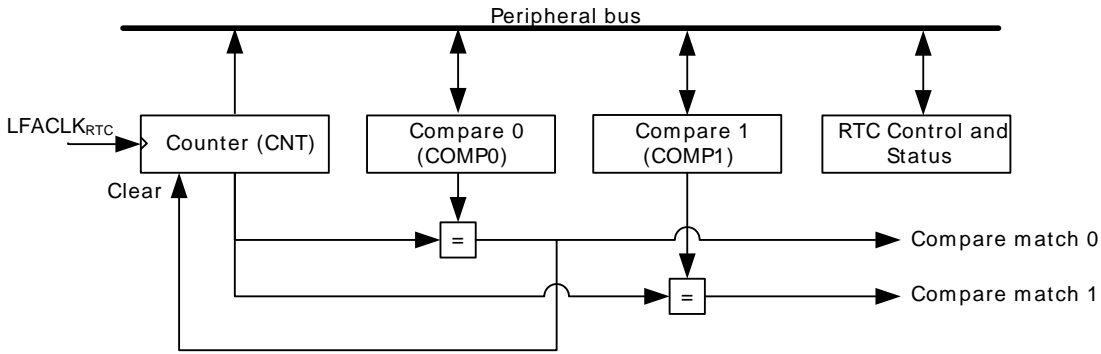 Peripheral bus
LFACLKRTC
Counter (CNT)
Compare 0
(COMP0)
Compare 1
(COMP1)
RTC Control and
Status
Clear
=
Compare match 0
=
Compare match 1